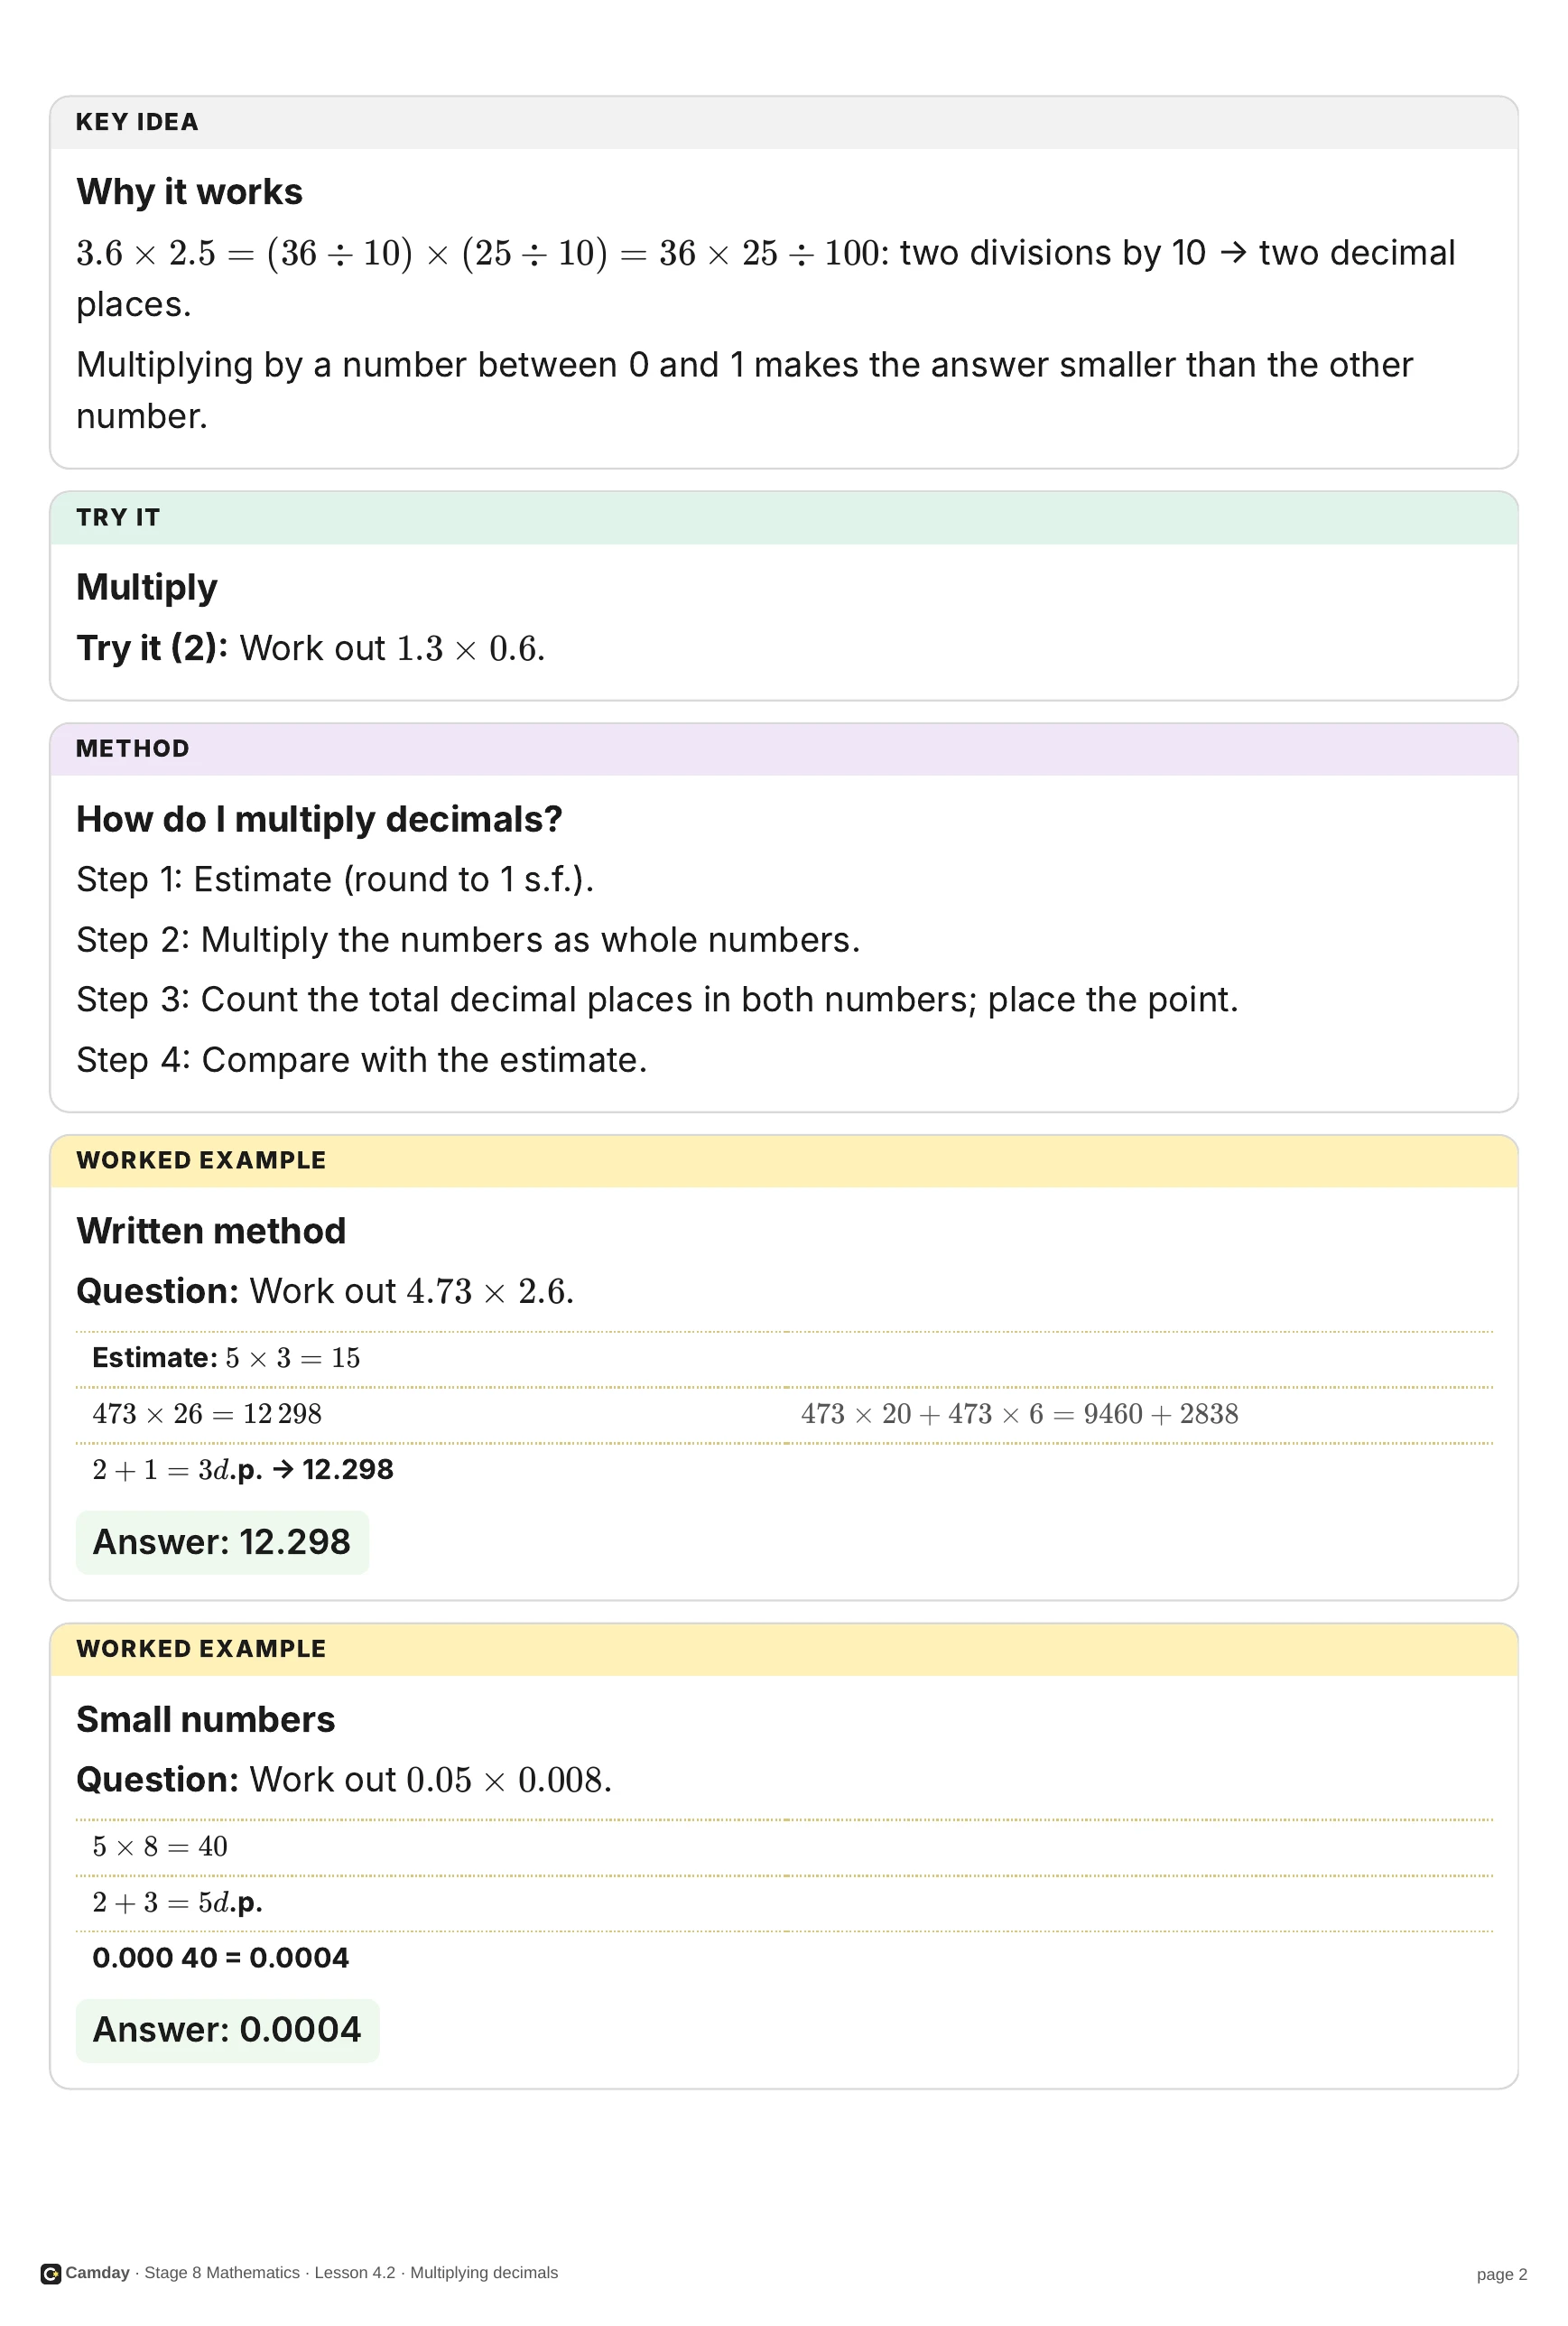 KEY IDEA
Why it works
3.6 × 2.5 = (36 ÷ 10) × (25 ÷ 10) = 36 × 25 ÷ 100: two divisions by 10 → two decimal
places.
Multiplying by a number between 0 and 1 makes the answer smaller than the other
number.
TRY IT
Multiply
Try it (2): Work out 1.3 × 0.6.
METHOD
How do I multiply decimals?
Step 1: Estimate (round to 1 s.f.).
Step 2: Multiply the numbers as whole numbers.
Step 3: Count the total decimal places in both numbers; place the point.
Step 4: Compare with the estimate.
WORKED EXAMPLE
Written method
Question: Work out 4.73 × 2.6.
Estimate: 5 × 3 = 15
473 × 26 = 12 298 473 × 20 + 473 × 6 = 9460 + 2838
2 + 1 = 3d.p. → 12.298
Answer: 12.298
WORKED EXAMPLE
Small numbers
Question: Work out 0.05 × 0.008.
5 × 8 = 40
2 + 3 = 5d.p.
0.000 40 = 0.0004
Answer: 0.0004
Camday · Stage 8 Mathematics · Lesson 4.2 · Multiplying decimals page 2